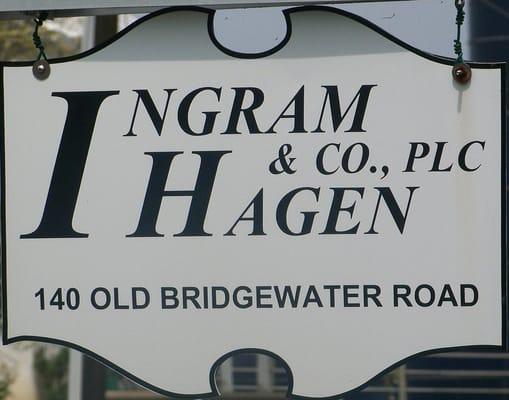 INGRAM
HAGEN & CO., PLC
140 OLD BRIDGEWATER ROAD